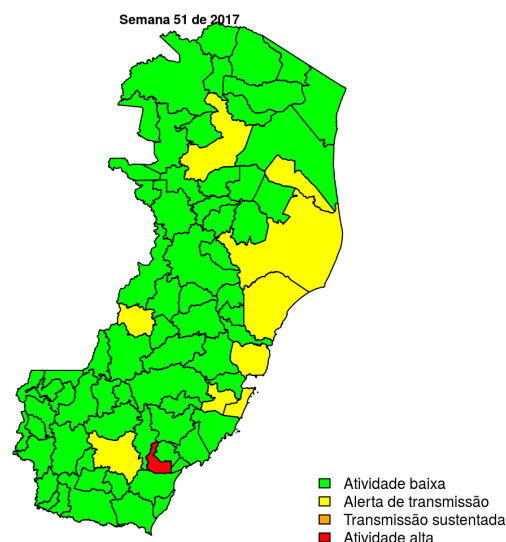 Semana 51 de 2017
Atividade baixa
Alerta de transmissão
Transmissão sustentada
Atividade alta